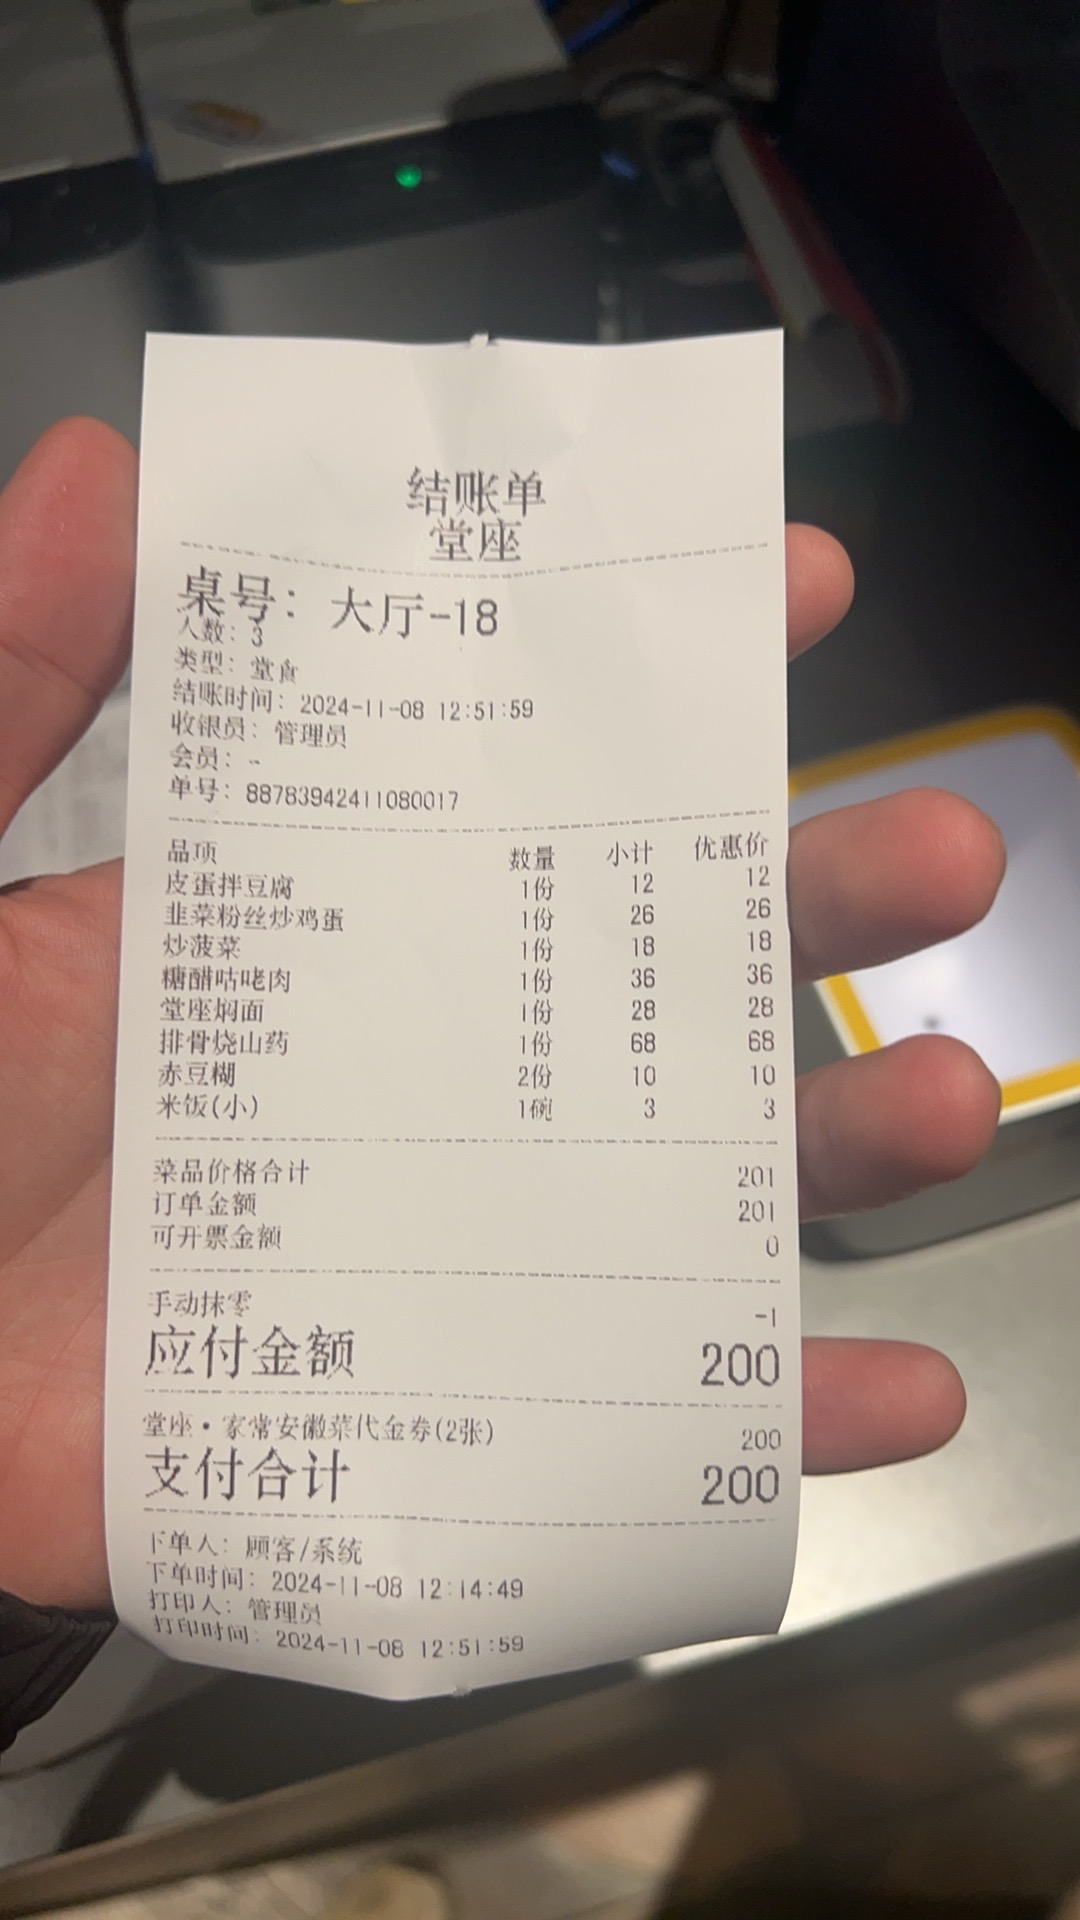 结账单
堂座
桌号: 大厅-18
人数: 3
类型: 堂食
结账时间: 2024-11-08 12:51:59
收银员: 管理员
会员: -
单号: 88783942411080017
品项 数量 小计 优惠价
皮蛋拌豆腐 1份 12 12
韭菜粉丝炒鸡蛋 1份 26 26
炒菠菜 1份 18 18
糖醋咕咾肉 1份 36 36
堂座焖面 1份 28 28
排骨烧山药 1份 68 68
赤豆糊 2份 10 10
米饭(小) 1碗 3 3
菜品价格合计 201
订单金额 201
可开票金额 0
手动抹零 -1
应付金额 200
堂座·家常安徽菜代金券(2张) 200
支付合计 200
下单人: 顾客/系统
下单时间: 2024-11-08 12:14:49
打印人: 管理员
打印时间: 2024-11-08 12:51:59